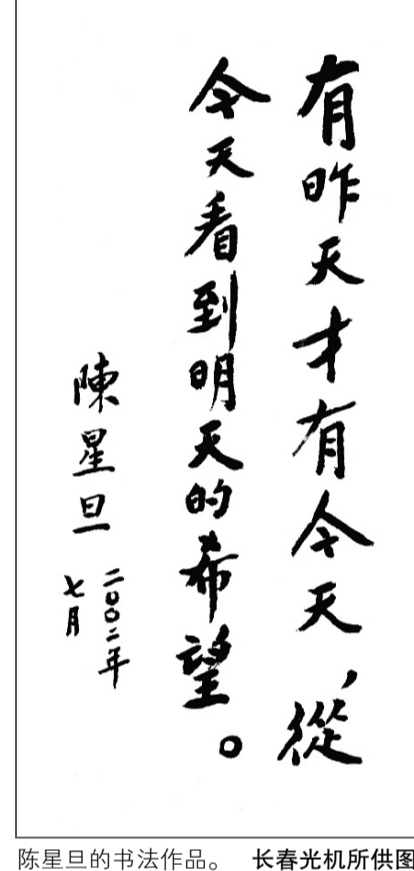 有昨天才有今天，從
今天看到明天的希望。
陳星旦
二〇〇二年
七月
陈星旦的书法作品。 长春光机所供图